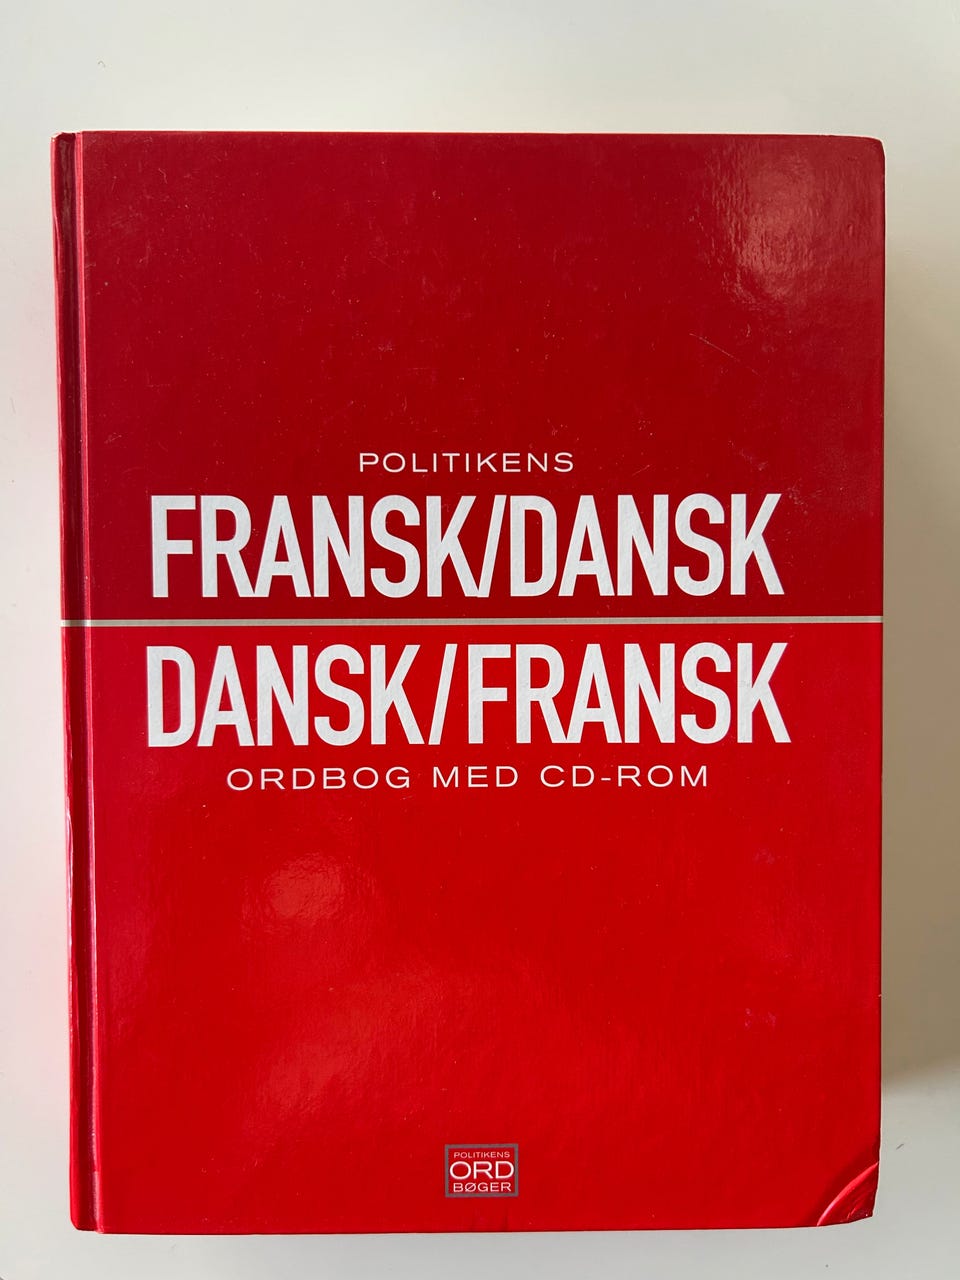 POLITIKENS
FRANSK/DANSK
DANSK/FRANSK
ORDBOG MED CD-ROM
POLITIKENS
ORD
BØGER